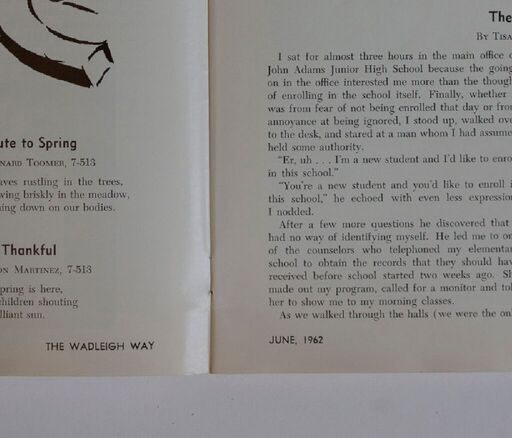 ute to Spring
NARD TOOMER, 7-513
aves rustling in the trees,
wing briskly in the meadow,
ning down on our bodies.
Thankful
ON MARTINEZ, 7-513
pring is here,
children shouting
lliant sun.
THE WADLEIGH WAY
The
BY TISA
I sat for almost three hours in the main office o
John Adams Junior High School because the going
on in the office interested me more than the though
of enrolling in the school itself. Finally, whether
was from fear of not being enrolled that day or from
annoyance at being ignored, I stood up, walked ove
to the desk, and stared at a man whom I had assume
held some authority.
"Er, uh . . . I'm a new student and I'd like to enro
in this school."
"You're a new student and you'd like to enroll i
this school," he echoed with even less expression
I nodded.
After a few more questions he discovered that
had no way of identifying myself. He led me to on
of the counselors who telephoned my elementar
school to obtain the records that they should hav
received before school started two weeks ago. Sh
made out my program, called for a monitor and tol
her to show me to my morning classes.
As we walked through the halls (we were the on
JUNE, 1962